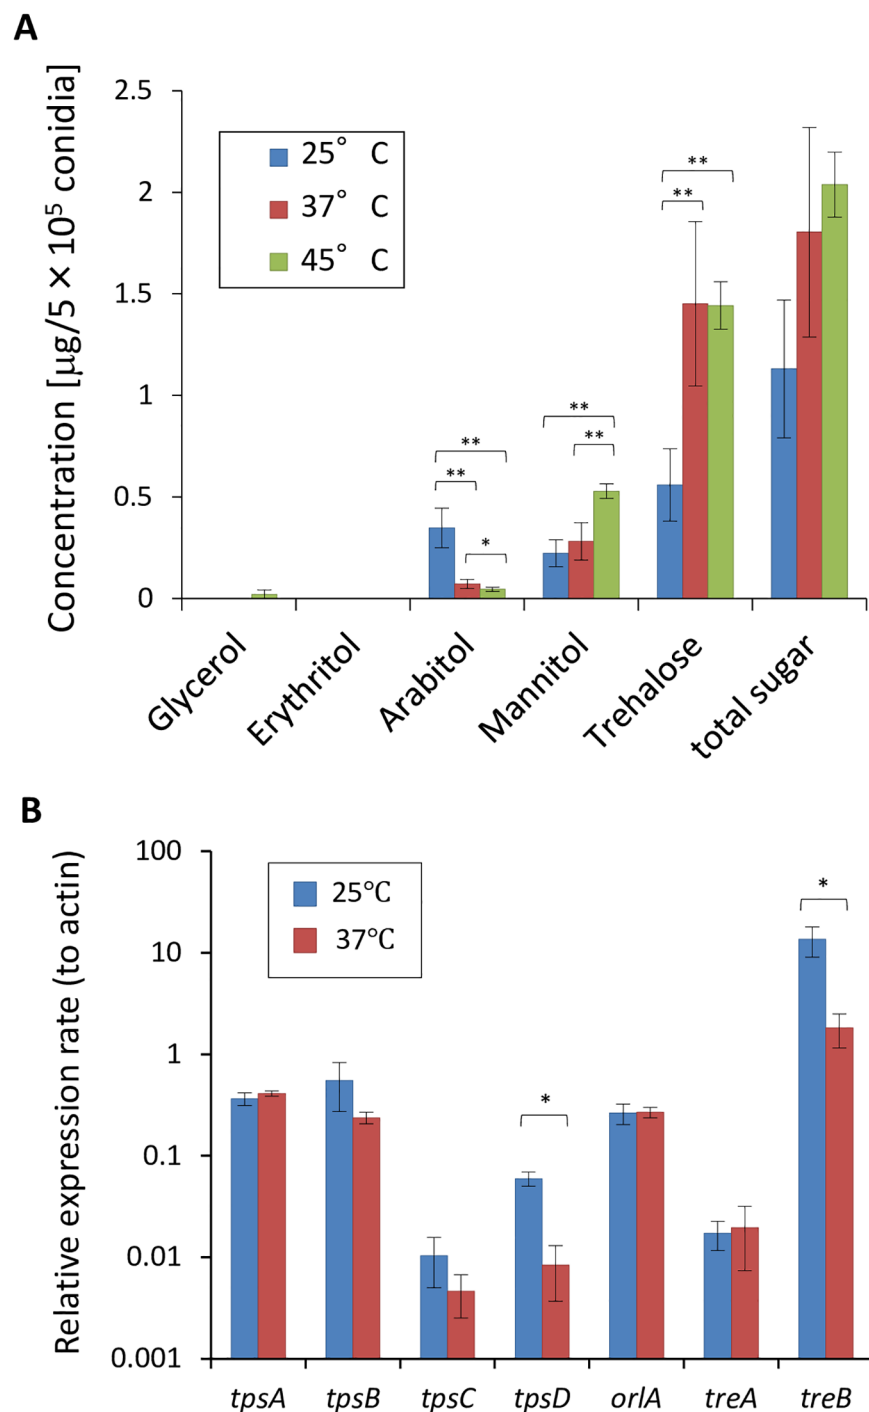 A
Concentration [μg/5 × 10⁵ conidia]
2.5
2
1.5
1
0.5
0
25° C
37° C
45° C
** 
**
*
**
**
**
**
Glycerol
Erythritol
Arabitol
Mannitol
Trehalose
total sugar
B
Relative expression rate (to actin)
100
10
1
0.1
0.01
0.001
25°C
37°C
*
*
tpsA
tpsB
tpsC
tpsD
orlA
treA
treB